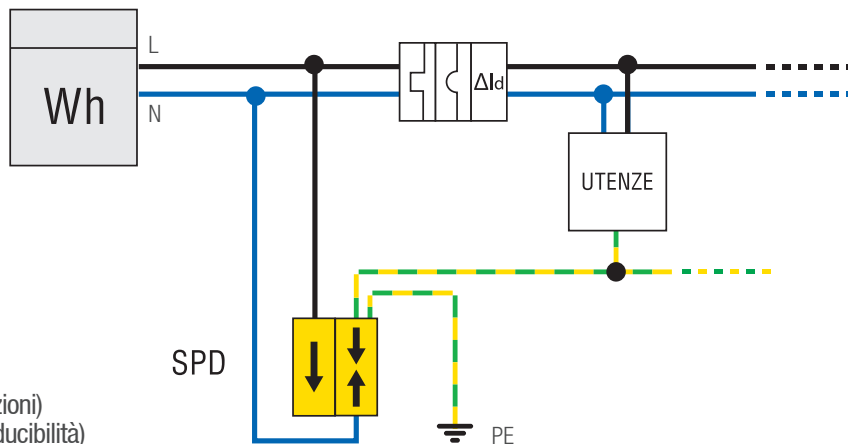 L
Wh
N
ΔId
UTENZE
SPD
zioni)
ducibilità)
PE